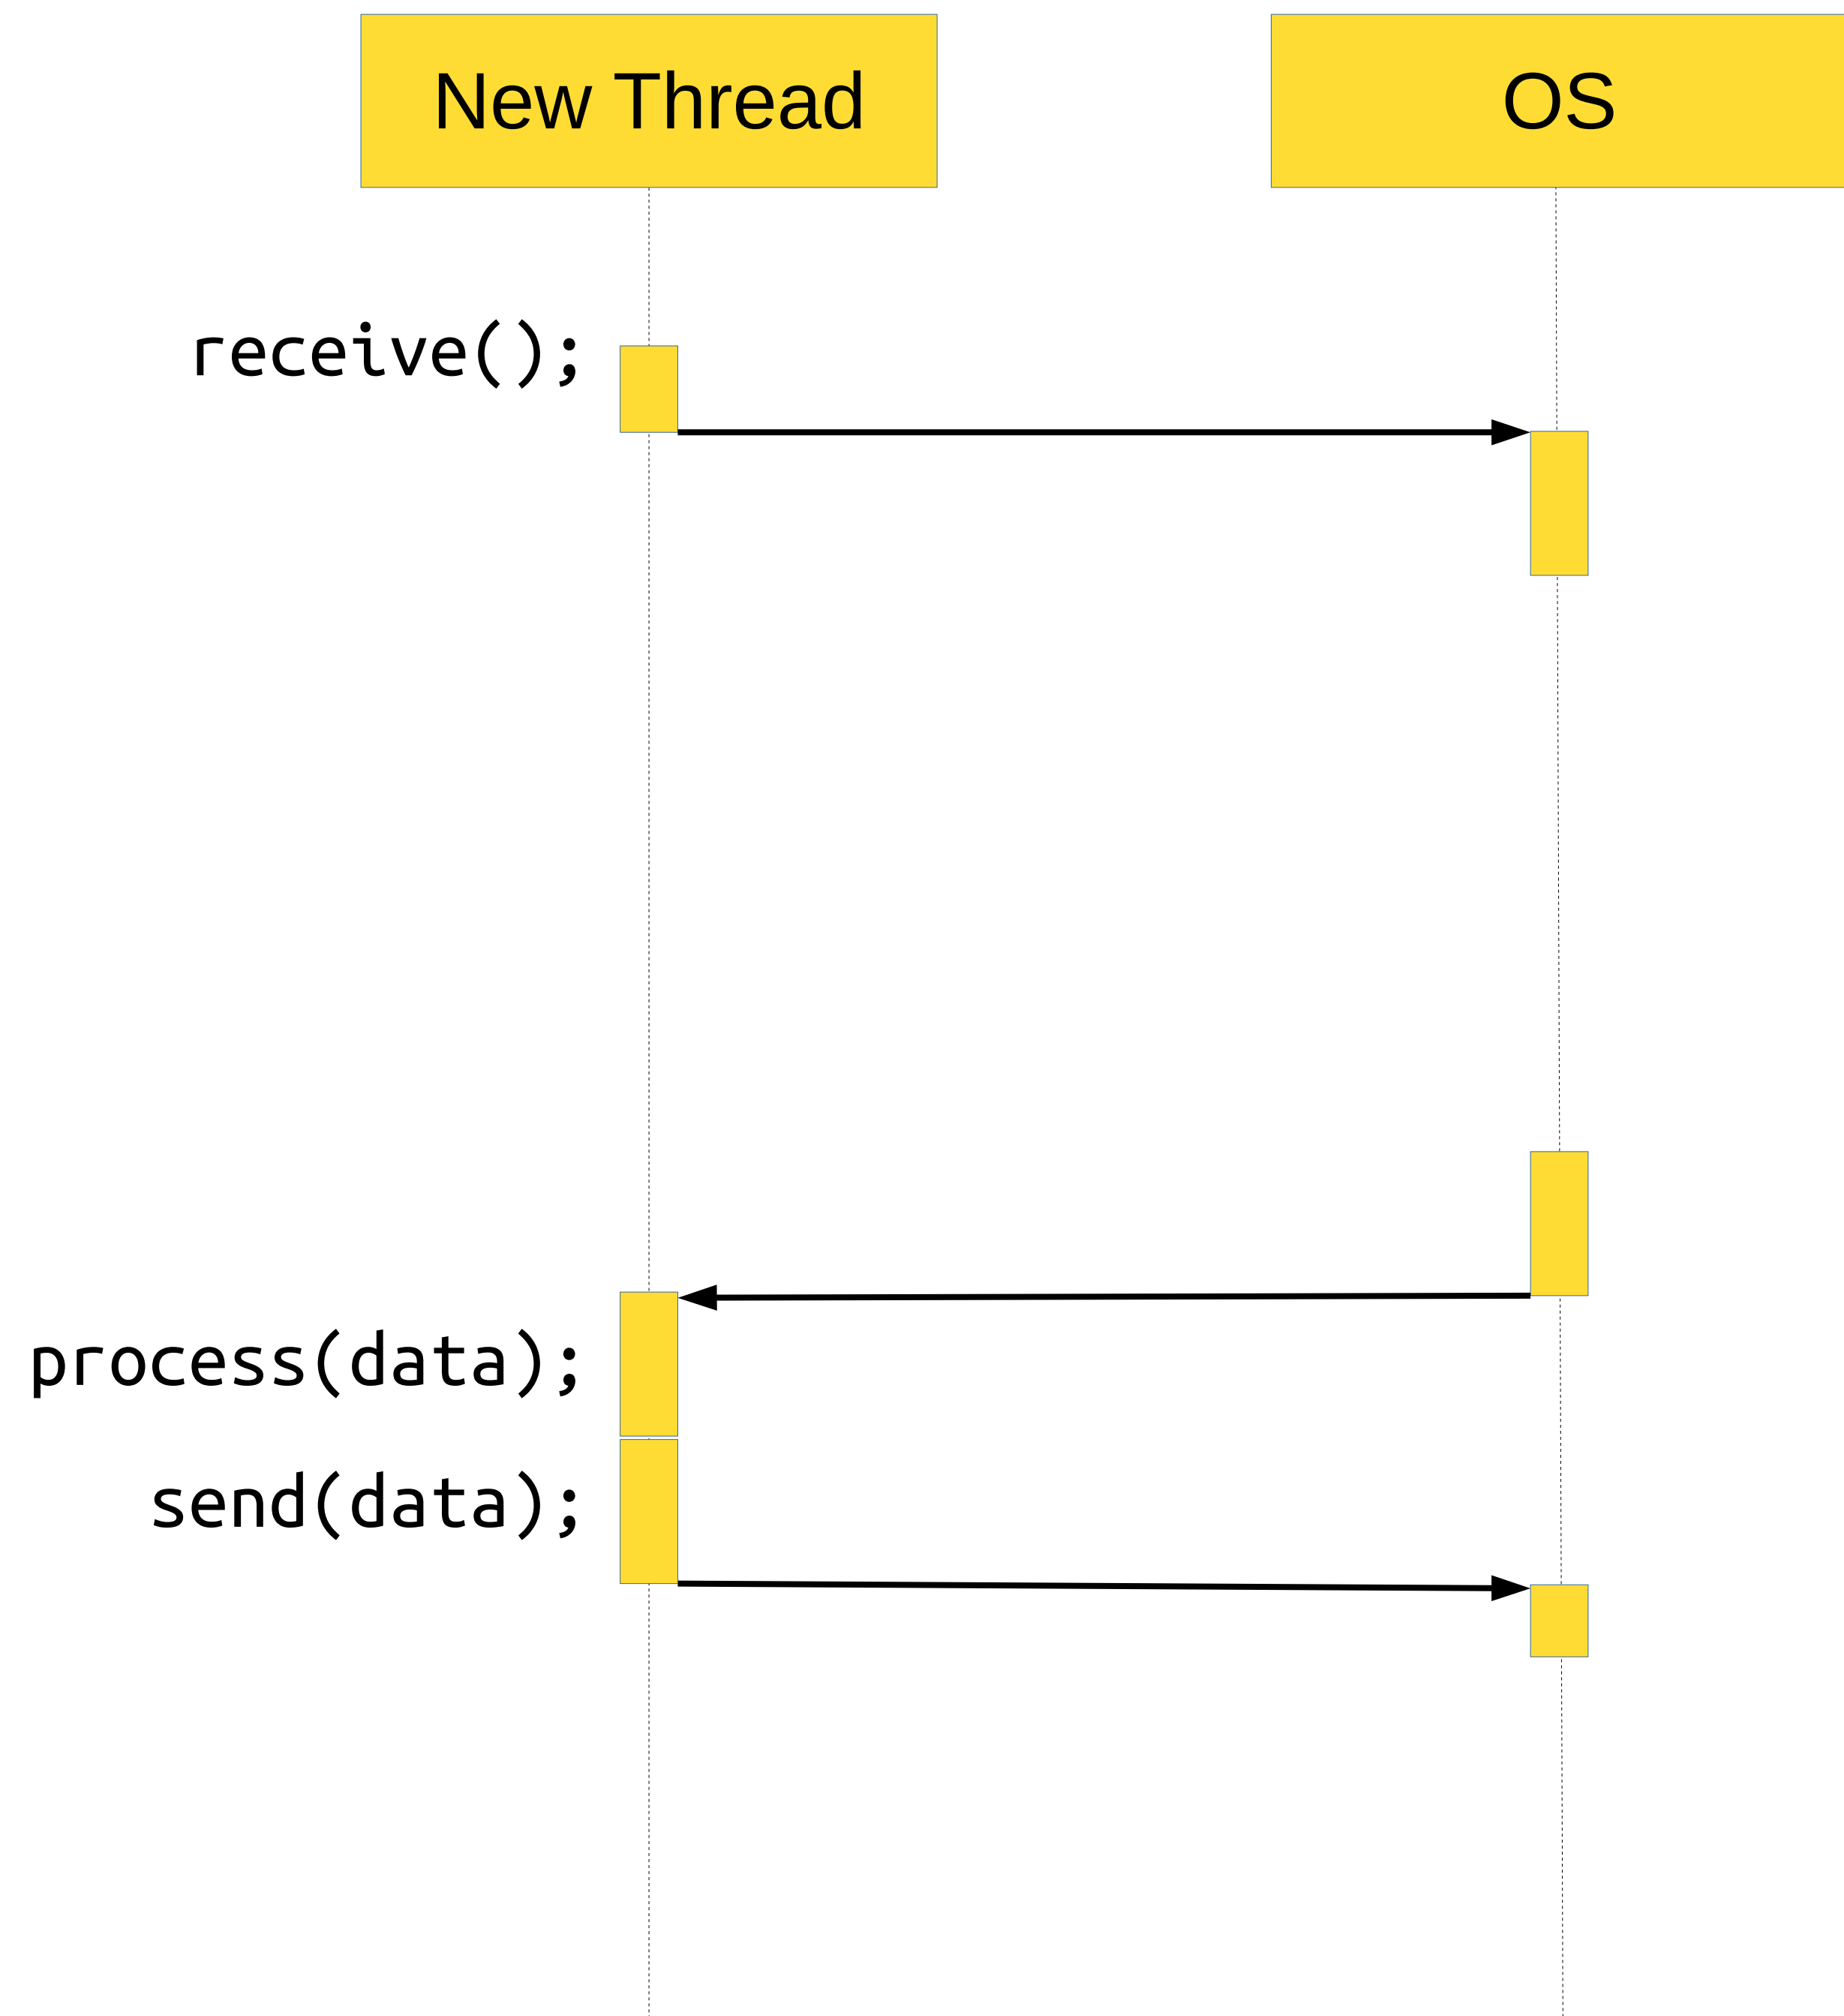 New Thread
OS
receive();
process(data);
send(data);